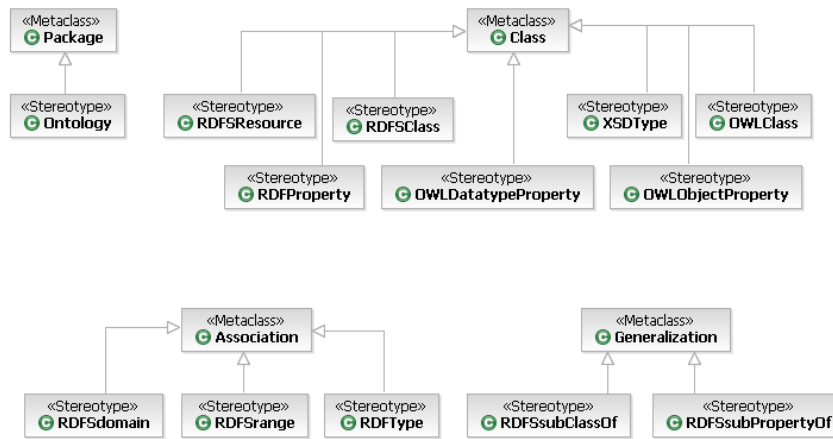 «Metaclass»
Package
«Metaclass»
Class
«Stereotype»
Ontology
«Stereotype»
RDFSResource
«Stereotype»
RDFSClass
«Stereotype»
XSDType
«Stereotype»
OWLClass
«Stereotype»
RDFProperty
«Stereotype»
OWLDatatypeProperty
«Stereotype»
OWLObjectProperty
«Metaclass»
Association
«Metaclass»
Generalization
«Stereotype»
RDFSdomain
«Stereotype»
RDFSrange
«Stereotype»
RDFType
«Stereotype»
RDFSsubClassOf
«Stereotype»
RDFSsubPropertyOf